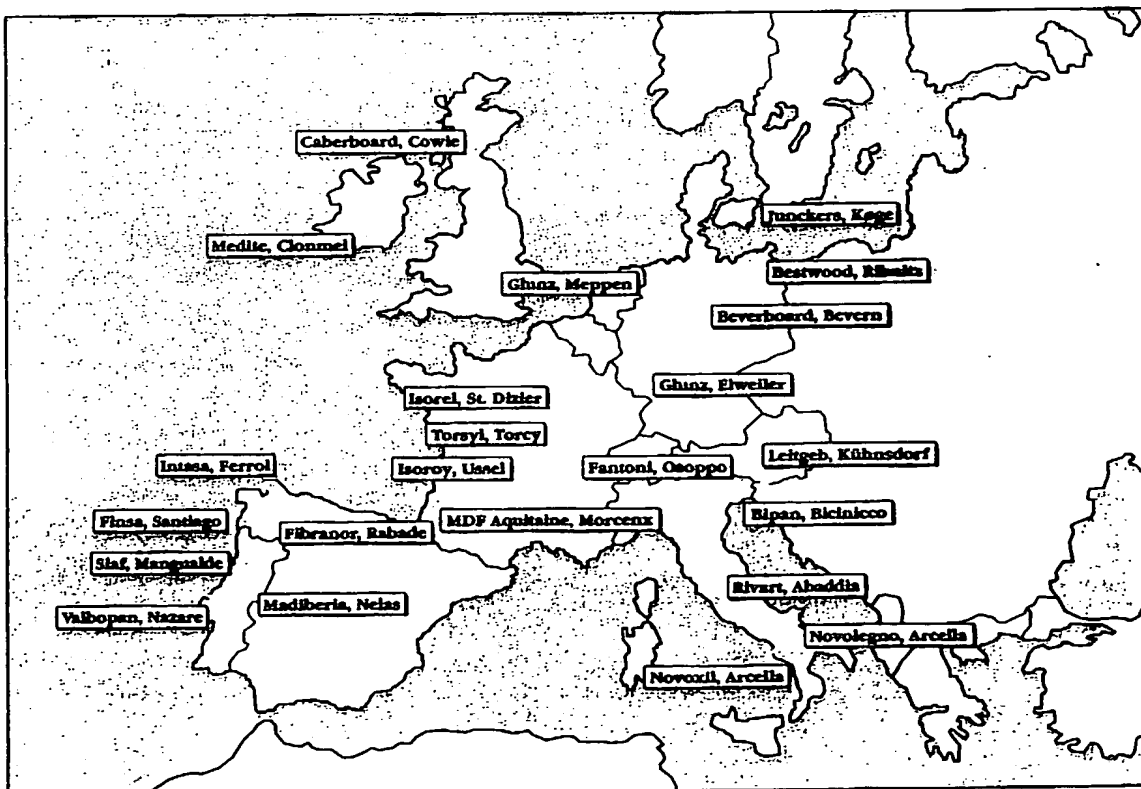 Caberboard, Cowie
Junckers, Køge
Medite, Clonmel
Bestwood, Ribnitz
Glunz, Meppen
Beverboard, Bevern
Glunz, Elweiler
Isorel, St. Dizier
Torsyl, Torcy
Leitgeb, Kühnsdorf
Intasa, Ferrol
Isoroy, Ussel
Fantoni, Osoppo
Finsa, Santiago
MDF Aquitaine, Morcenx
Bipan, Bicinicco
Fibranor, Rabade
Siaf, Mangualde
Rivart, Abaddia
Madiberia, Nelas
Valbopan, Nazare
Novolegno, Arcella
Novoxil, Arcella